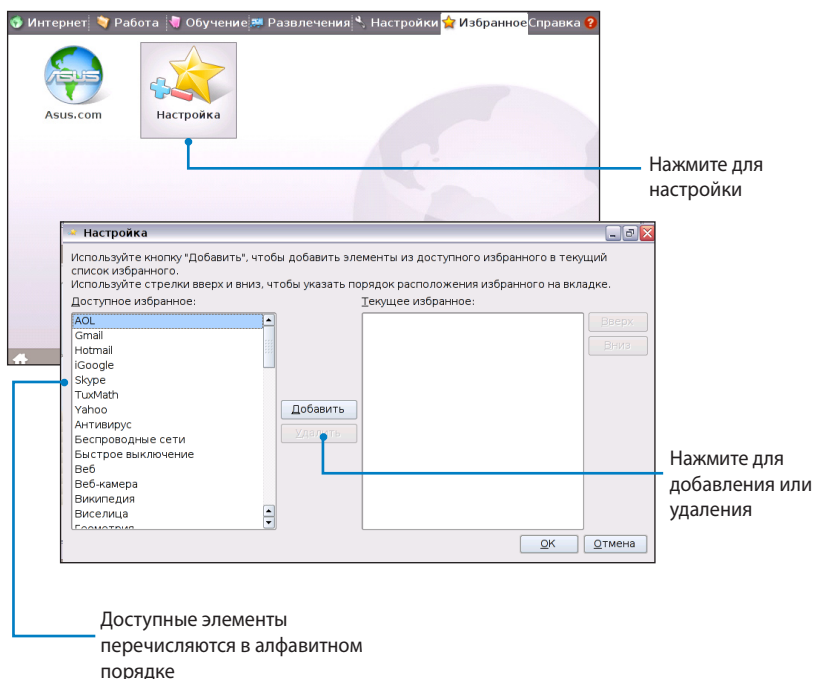 Интернет Работа Обучение Развлечения Настройки Избранное Справка ?
ASUS
Asus.com
Настройка
Нажмите для
настройки
Настройка
Используйте кнопку "Добавить", чтобы добавить элементы из доступного избранного в текущий
список избранного.
Используйте стрелки вверх и вниз, чтобы указать порядок расположения избранного на вкладке.
Доступное избранное:
Текущее избранное:
AOL
Gmail
Hotmail
iGoogle
Skype
TuxMath
Yahoo
Антивирус
Беспроводные сети
Быстрое выключение
Веб
Веб-камера
Википедия
Виселица
Геометрия
Добавить
Удалить
Вверх
Вниз
OK
Отмена
Нажмите для
добавления или
удаления
Доступные элементы
перечисляются в алфавитном
порядке